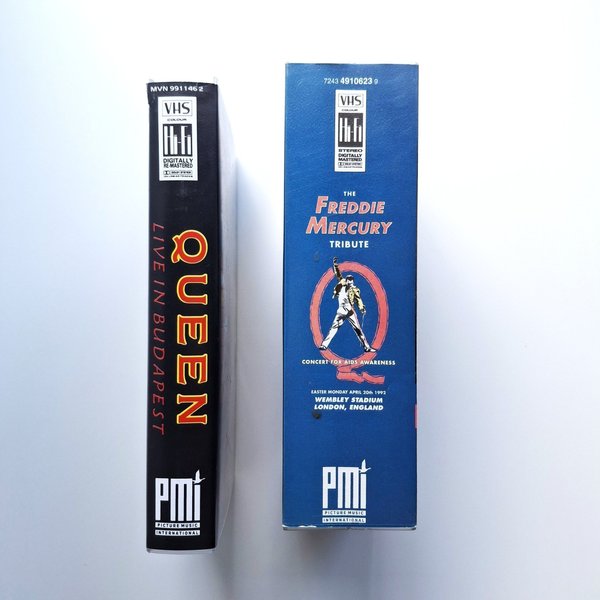 MVN 991146 2
VHS
COLOUR
Hi-Fi
DIGITALLY
RE-MASTERED
QUEEN
LIVE IN BUDAPEST
PMI
PICTURE MUSIC
INTERNATIONAL
7243 4910623 9
VHS
COLOUR
Hi-Fi
STEREO
DIGITALLY
MASTERED
THE
FREDDIE
MERCURY
TRIBUTE
CONCERT FOR AIDS AWARENESS
EASTER MONDAY APRIL 20th 1992
WEMBLEY STADIUM
LONDON, ENGLAND
PMI
PICTURE MUSIC
INTERNATIONAL